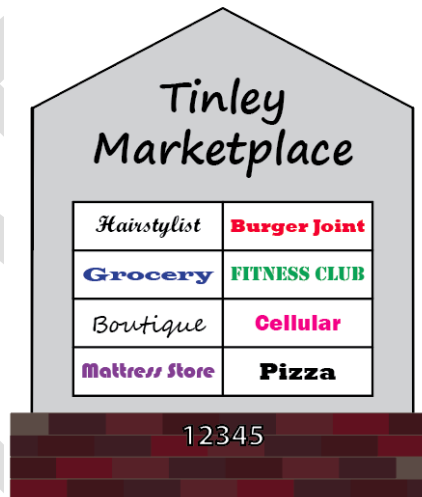 Tinley
Marketplace
Hairstylist
Burger Joint
Grocery
FITNESS CLUB
Boutique
Cellular
Mattress Store
Pizza
12345